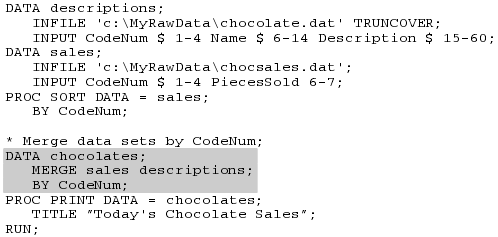 DATA descriptions;
INFILE 'c:\MyRawData\chocolate.dat' TRUNCOVER;
INPUT CodeNum $ 1-4 Name $ 6-14 Description $ 15-60;
DATA sales;
INFILE 'c:\MyRawData\chocsales.dat';
INPUT CodeNum $ 1-4 PiecesSold 6-7;
PROC SORT DATA = sales;
BY CodeNum;
* Merge data sets by CodeNum;
DATA chocolates;
MERGE sales descriptions;
BY CodeNum;
PROC PRINT DATA = chocolates;
TITLE "Today's Chocolate Sales";
RUN;